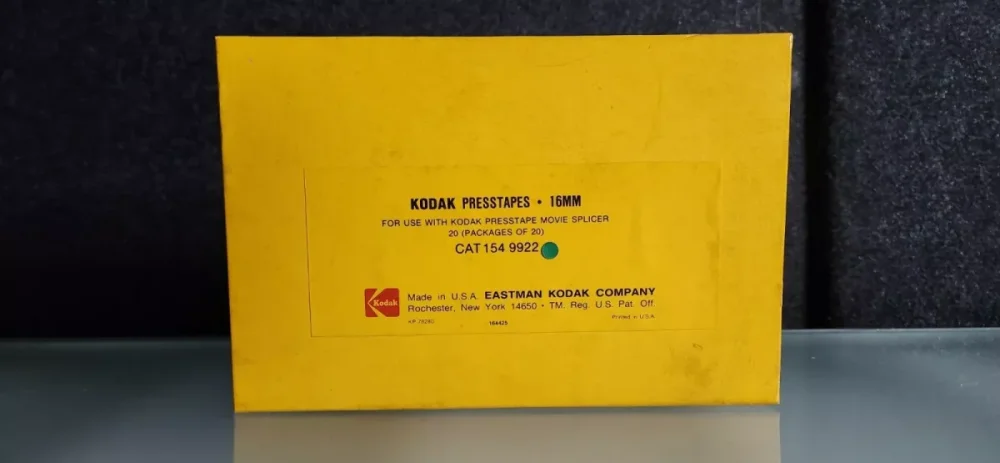 KODAK PRESSTAPES • 16MM
FOR USE WITH KODAK PRESSTAPE MOVIE SPLICER
20 (PACKAGES OF 20)
CAT 154 9922
Kodak
Made in U.S.A. EASTMAN KODAK COMPANY
Rochester, New York 14650 • TM. Reg. U.S. Pat. Off.
184425 Printed in U.S.A.